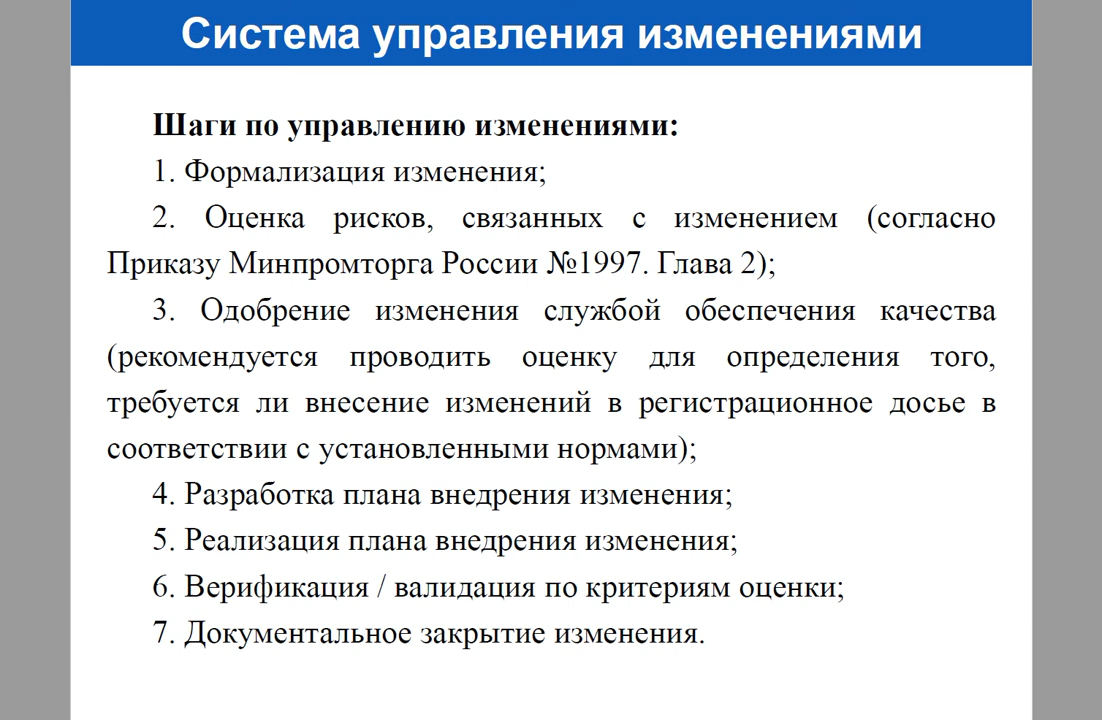 Система управления изменениями
Шаги по управлению изменениями:
1. Формализация изменения;
2. Оценка рисков, связанных с изменением (согласно
Приказу Минпромторга России №1997. Глава 2);
3. Одобрение изменения службой обеспечения качества
(рекомендуется проводить оценку для определения того,
требуется ли внесение изменений в регистрационное досье в
соответствии с установленными нормами);
4. Разработка плана внедрения изменения;
5. Реализация плана внедрения изменения;
6. Верификация / валидация по критериям оценки;
7. Документальное закрытие изменения.